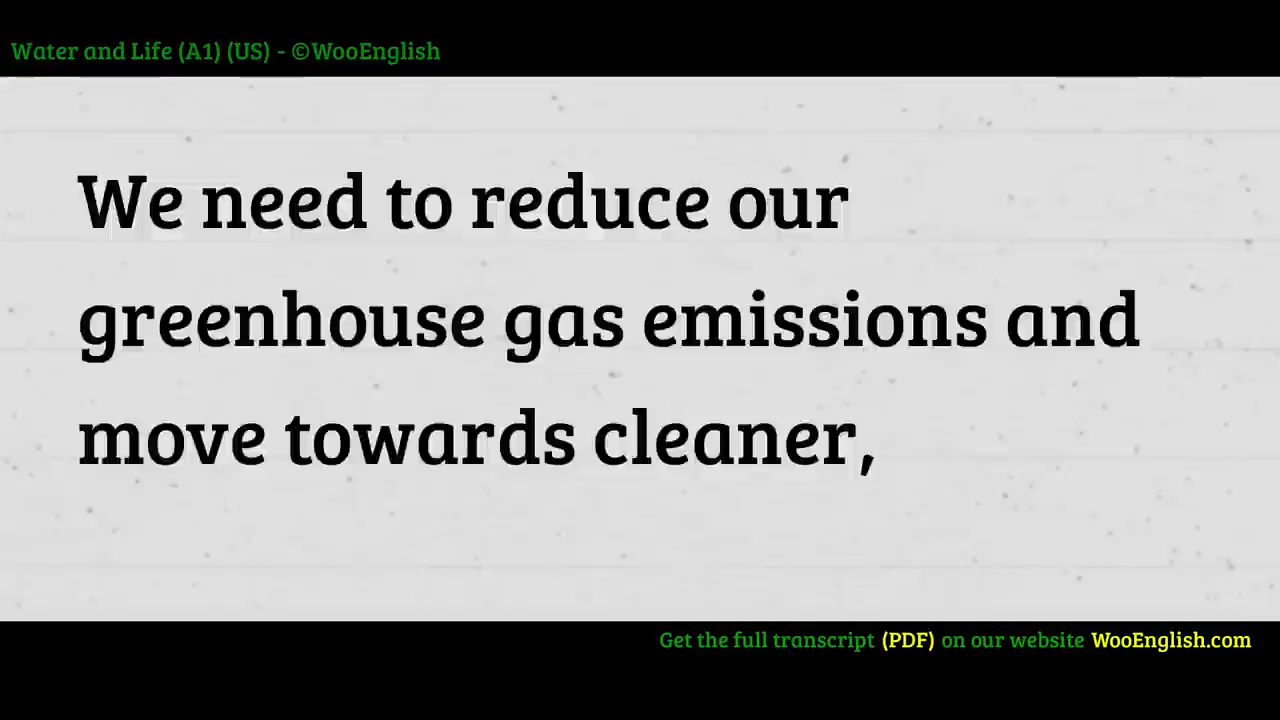 Water and Life (A1) (US) - ©WooEnglish
We need to reduce our
greenhouse gas emissions and
move towards cleaner,
Get the full transcript (PDF) on our website WooEnglish.com